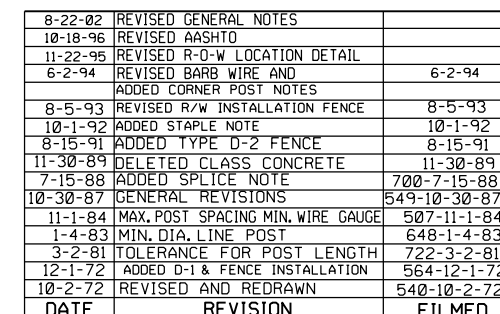 8-22-02 REVISED GENERAL NOTES
10-18-96 REVISED AASHTO
11-22-95 REVISED R-O-W LOCATION DETAIL
6-2-94 REVISED BARB WIRE AND 6-2-94
ADDED CORNER POST NOTES
8-5-93 REVISED R/W INSTALLATION FENCE 8-5-93
10-1-92 ADDED STAPLE NOTE 10-1-92
8-15-91 ADDED TYPE D-2 FENCE 8-15-91
11-30-89 DELETED CLASS CONCRETE 11-30-89
7-15-88 ADDED SPLICE NOTE 700-7-15-88
10-30-87 GENERAL REVISIONS 549-10-30-87
11-1-84 MAX. POST SPACING MIN. WIRE GAUGE 507-11-1-84
1-4-83 MIN. DIA. LINE POST 648-1-4-83
3-2-81 TOLERANCE FOR POST LENGTH 722-3-2-81
12-1-72 ADDED D-1 & FENCE INSTALLATION 564-12-1-72
10-2-72 REVISED AND REDRAWN 540-10-2-72
DATE REVISION FILMED